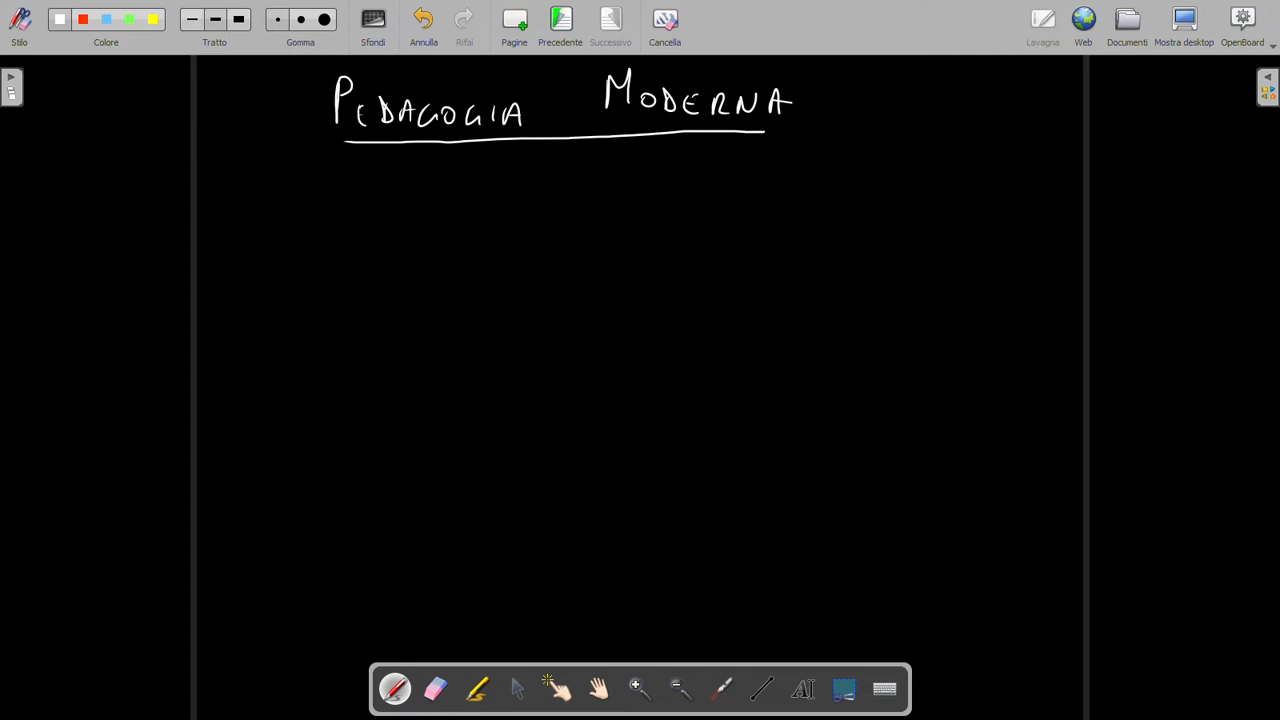 Stilo Colore Tratto Gomma Sfondi Annulla Rifai Pagine Precedente Successivo Cancella Lavagna Web Documenti Mostra desktop OpenBoard
PEDAGOGIA MODERNA